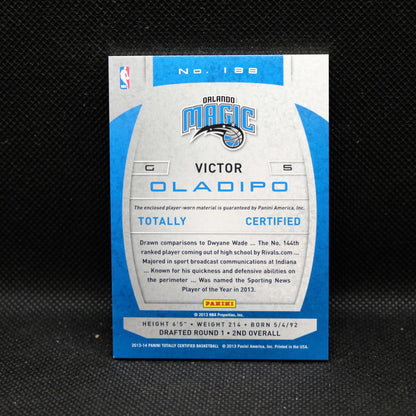 No. 188
ORLANDO
MAGIC
G VICTOR 5
OLADIPO
The enclosed player-worn material is guaranteed by Panini America, Inc.
TOTALLY CERTIFIED
Drawn comparisons to Dwyane Wade ... The No. 144th
ranked player coming out of high school by Rivals.com ...
Majored in sport broadcast communications at Indiana
... Known for his quickness and defensive abilities on
the perimeter ... Was named the Sporting News
Player of the Year in 2013.
PANINI
© 2013 NBA Properties, Inc.
HEIGHT 6'5" • WEIGHT 214 • BORN 5/4/92
DRAFTED ROUND 1 • 2ND OVERALL
2013-14 PANINI TOTALLY CERTIFIED BASKETBALL © 2013 Panini America, Inc. Printed in the USA.